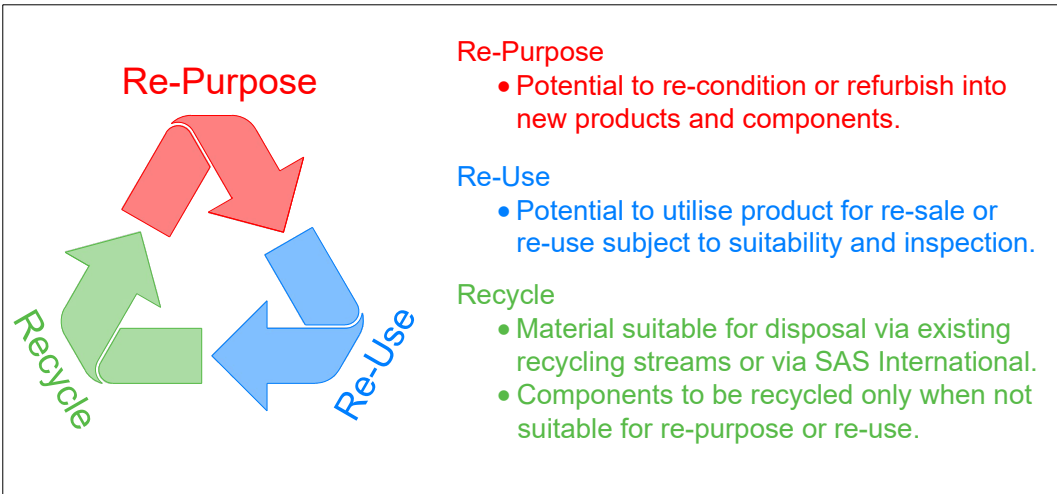 Re-Purpose
Re-Use
Recycle
Re-Purpose
• Potential to re-condition or refurbish into
new products and components.
Re-Use
• Potential to utilise product for re-sale or
re-use subject to suitability and inspection.
Recycle
• Material suitable for disposal via existing
recycling streams or via SAS International.
• Components to be recycled only when not
suitable for re-purpose or re-use.